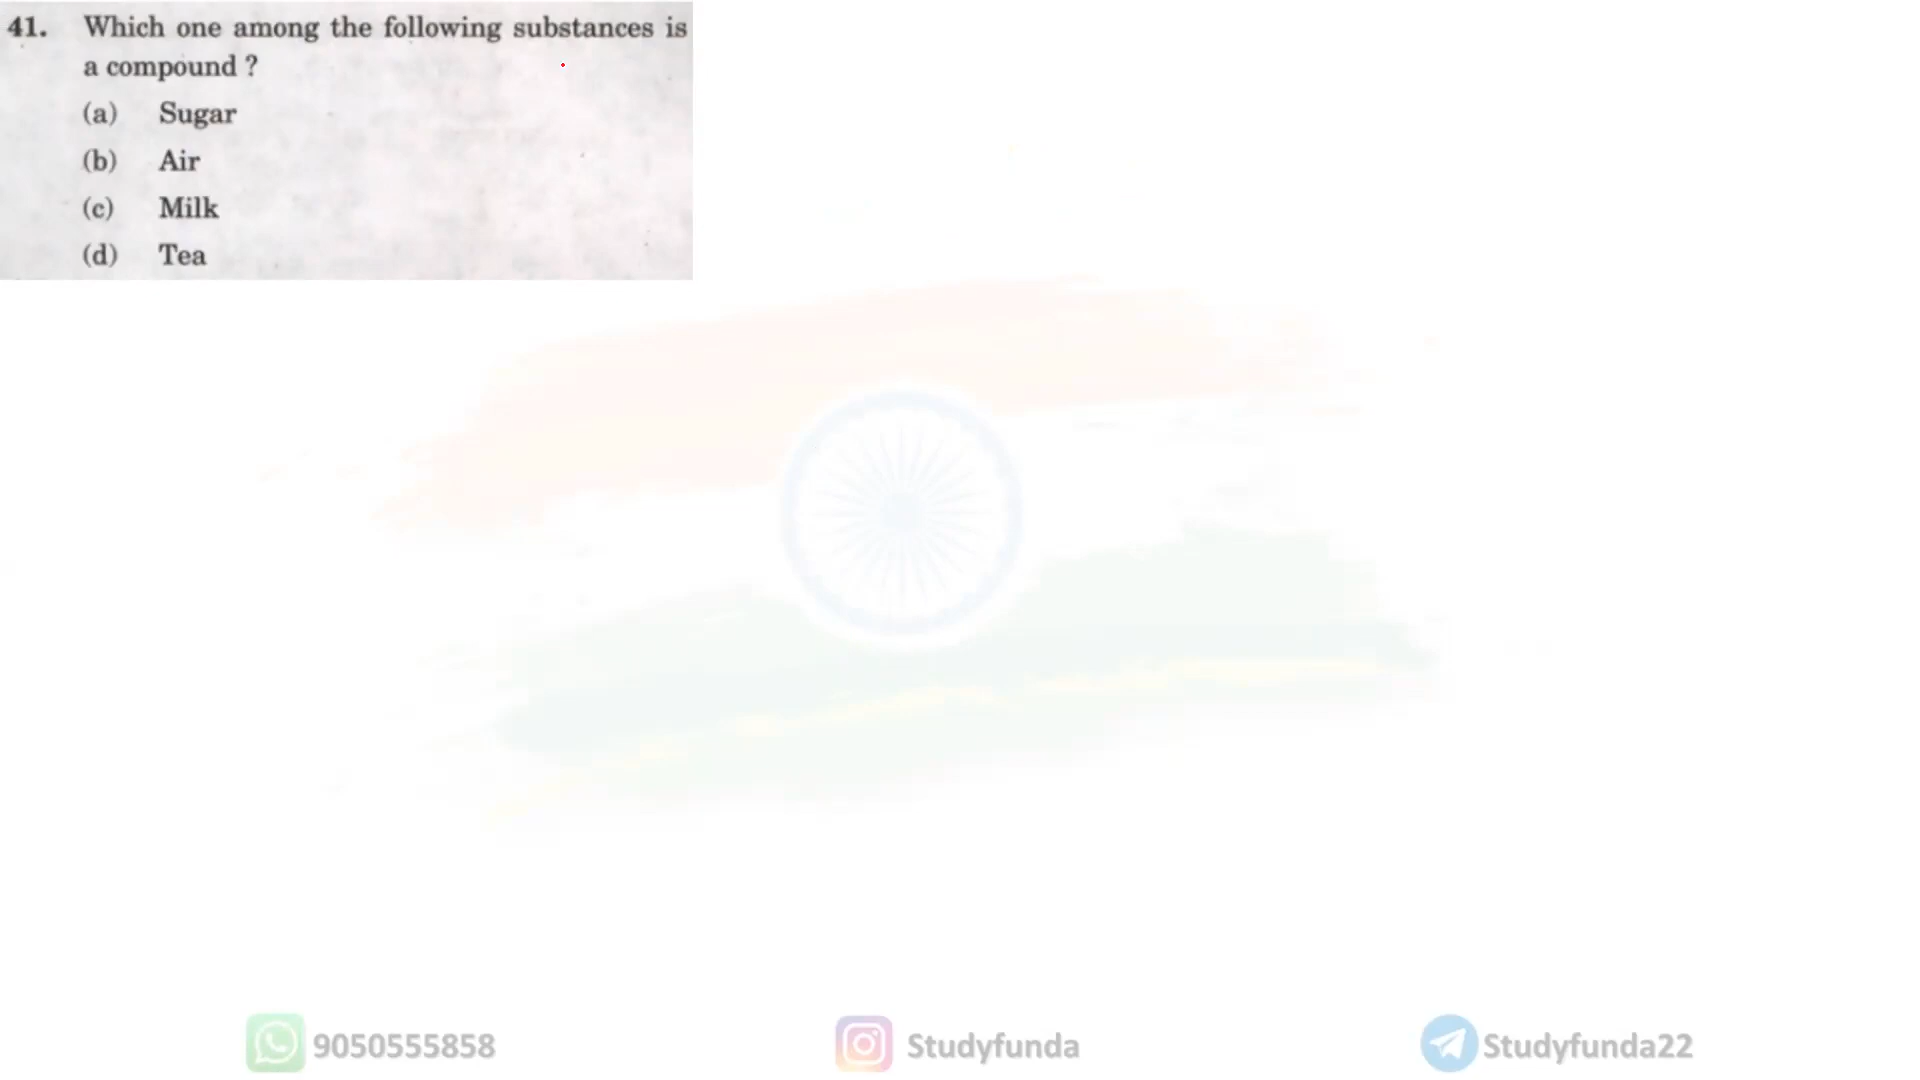 41. Which one among the following substances is
a compound ?
(a) Sugar
(b) Air
(c) Milk
(d) Tea
9050555858
Studyfunda
Studyfunda22